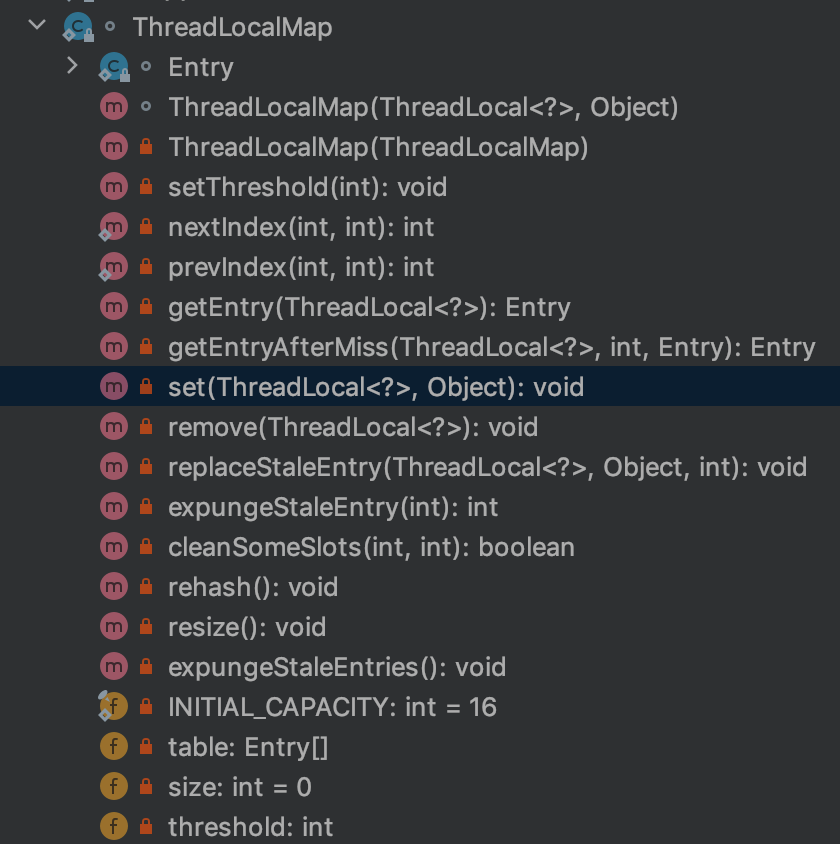 ThreadLocalMap
Entry
ThreadLocalMap(ThreadLocal<?>, Object)
ThreadLocalMap(ThreadLocalMap)
setThreshold(int): void
nextIndex(int, int): int
prevIndex(int, int): int
getEntry(ThreadLocal<?>): Entry
getEntryAfterMiss(ThreadLocal<?>, int, Entry): Entry
set(ThreadLocal<?>, Object): void
remove(ThreadLocal<?>): void
replaceStaleEntry(ThreadLocal<?>, Object, int): void
expungeStaleEntry(int): int
cleanSomeSlots(int, int): boolean
rehash(): void
resize(): void
expungeStaleEntries(): void
INITIAL_CAPACITY: int = 16
table: Entry[]
size: int = 0
threshold: int